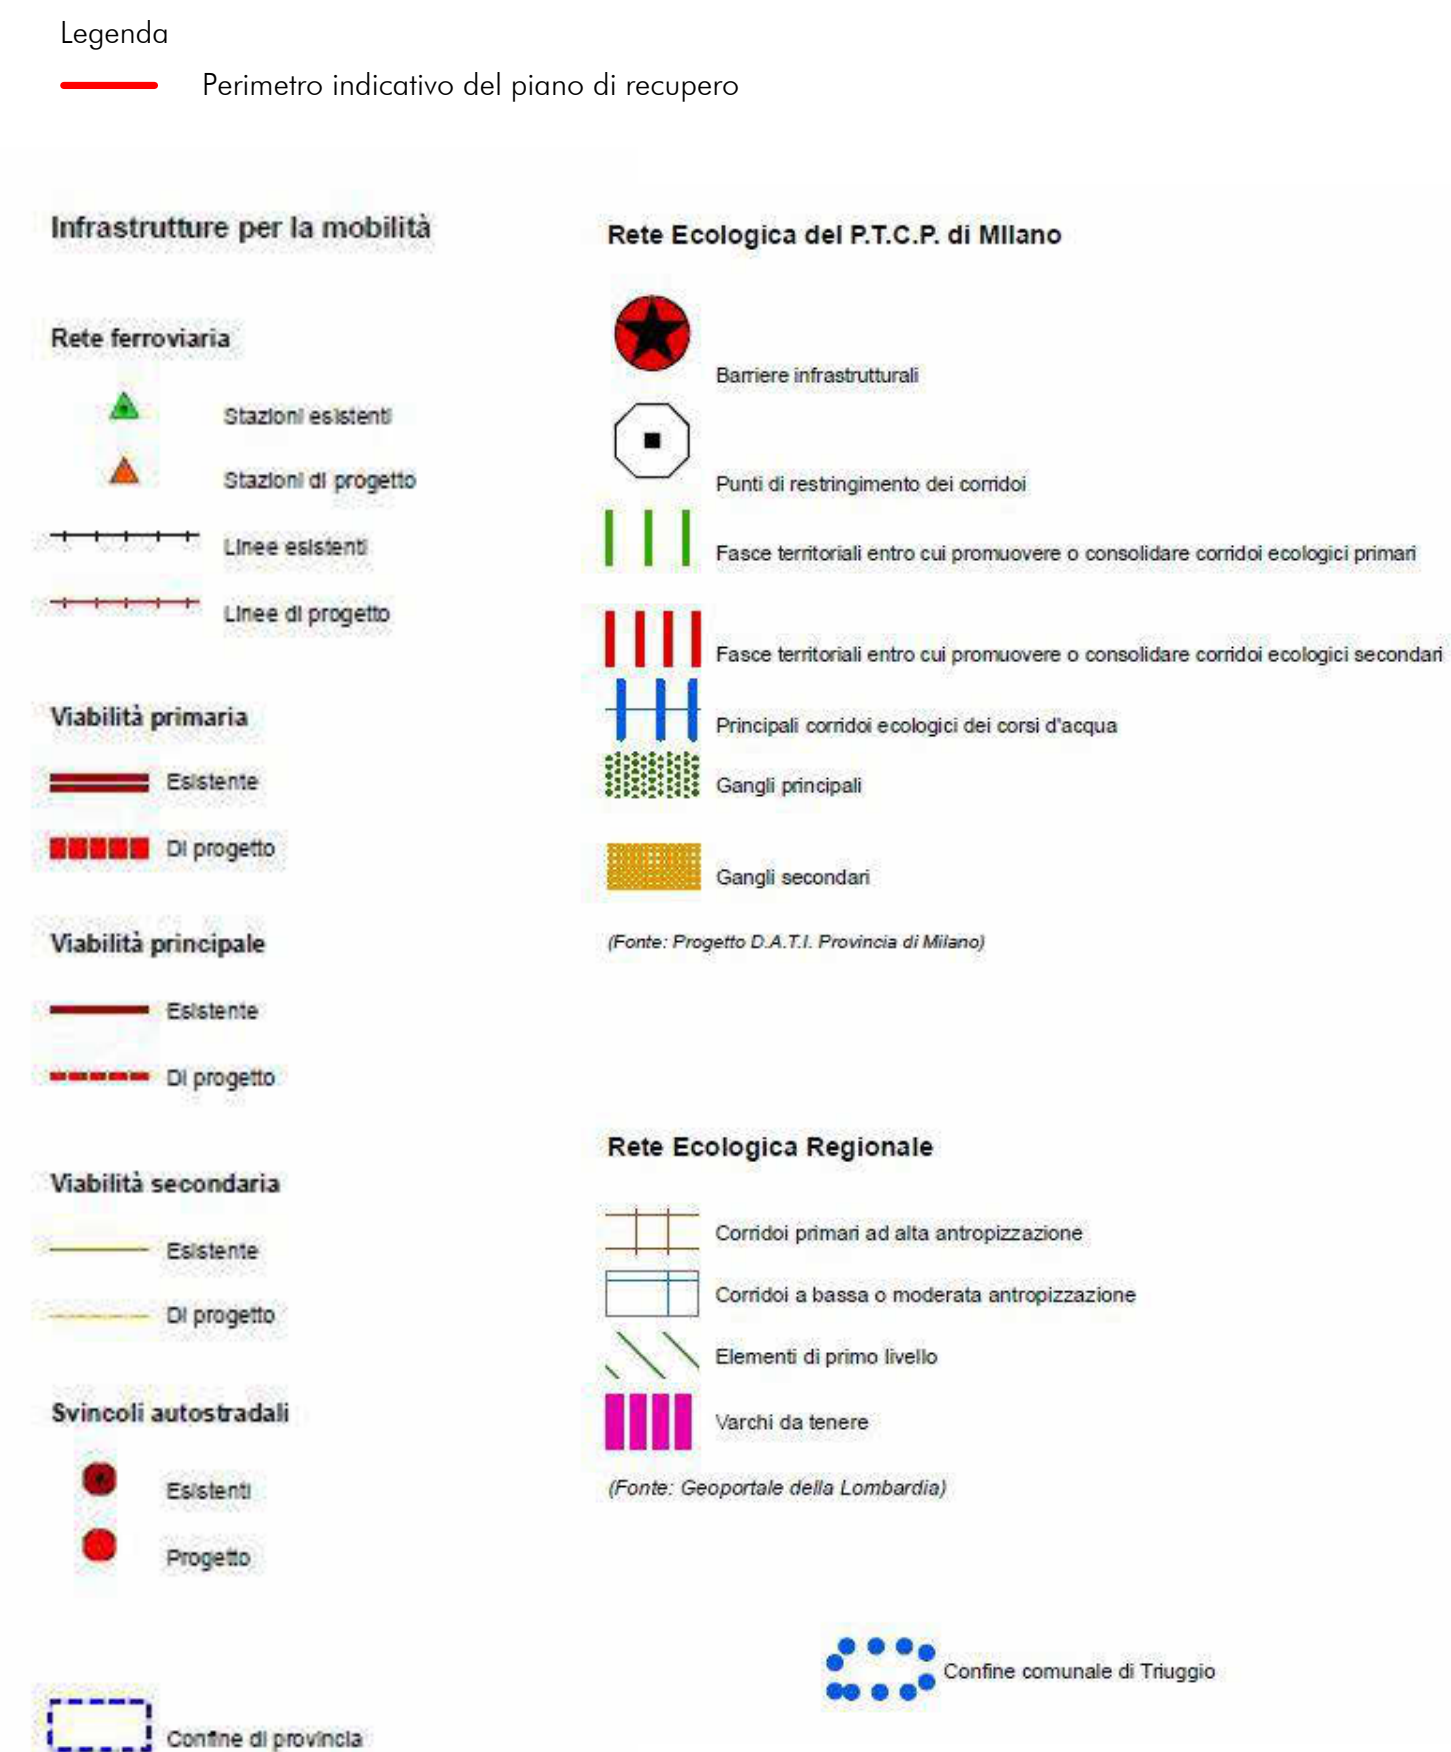 Legenda
Perimetro indicativo del piano di recupero
Infrastrutture per la mobilità
Rete ferroviaria
Stazioni esistenti
Stazioni di progetto
Linee esistenti
Linee di progetto
Viabilità primaria
Esistente
Di progetto
Viabilità principale
Esistente
Di progetto
Viabilità secondaria
Esistente
Di progetto
Svincoli autostradali
Esistenti
Progetto
Confine di provincia
Rete Ecologica del P.T.C.P. di MIlano
Barriere infrastrutturali
Punti di restringimento dei corridoi
Fasce territoriali entro cui promuovere o consolidare corridoi ecologici primari
Fasce territoriali entro cui promuovere o consolidare corridoi ecologici secondari
Principali corridoi ecologici dei corsi d'acqua
Gangli principali
Gangli secondari
(Fonte: Progetto D.A.T.I. Provincia di Milano)
Rete Ecologica Regionale
Corridoi primari ad alta antropizzazione
Corridoi a bassa o moderata antropizzazione
Elementi di primo livello
Varchi da tenere
(Fonte: Geoportale della Lombardia)
Confine comunale di Triuggio